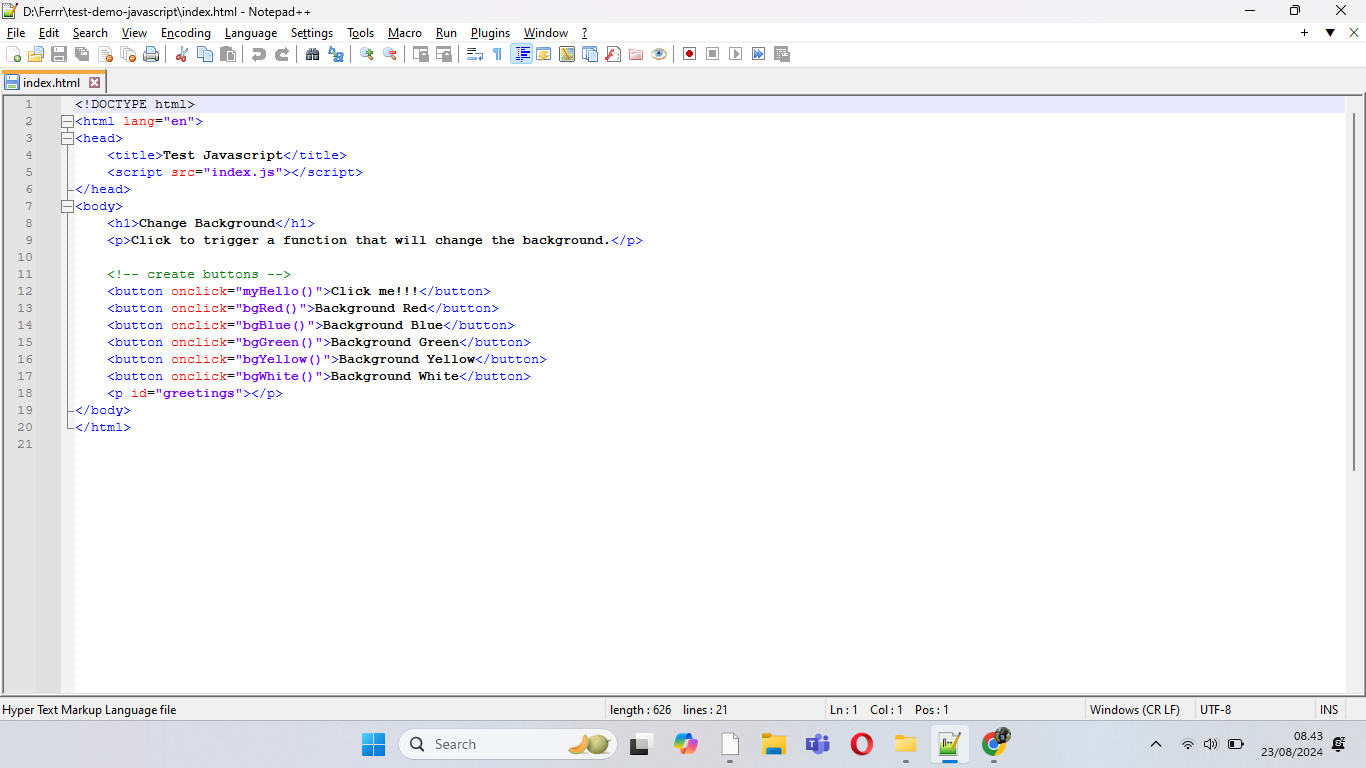 D:\Ferrr\test-demo-javascript\index.html - Notepad++
File Edit Search View Encoding Language Settings Tools Macro Run Plugins Window ?
index.html
1 <!DOCTYPE html>
2 <html lang="en">
3 <head>
4 <title>Test Javascript</title>
5 <script src="index.js"></script>
6 </head>
7 <body>
8 <h1>Change Background</h1>
9 <p>Click to trigger a function that will change the background.</p>
10
11 <!-- create buttons -->
12 <button onclick="myHello()">Click me!!!</button>
13 <button onclick="bgRed()">Background Red</button>
14 <button onclick="bgBlue()">Background Blue</button>
15 <button onclick="bgGreen()">Background Green</button>
16 <button onclick="bgYellow()">Background Yellow</button>
17 <button onclick="bgWhite()">Background White</button>
18 <p id="greetings"></p>
19 </body>
20 </html>
21
Hyper Text Markup Language file length : 626 lines : 21 Ln : 1 Col : 1 Pos : 1 Windows (CR LF) UTF-8 INS
Search
08.43
23/08/2024